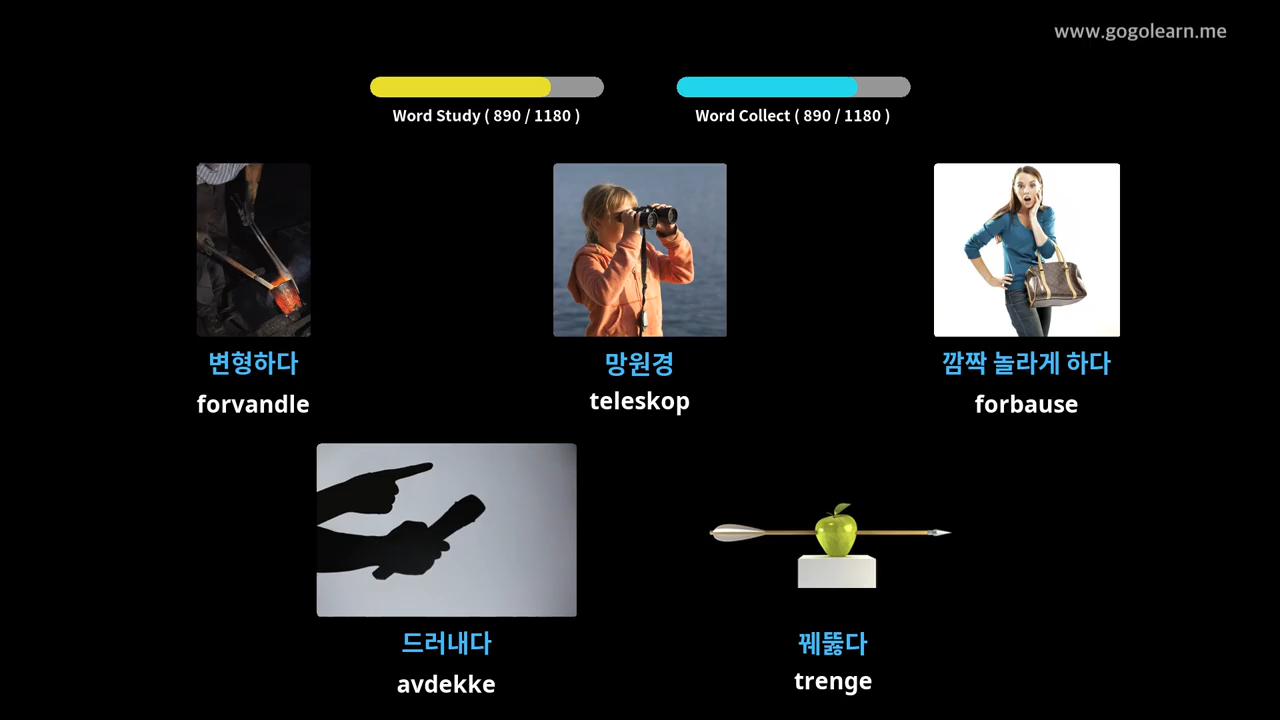 www.gogolearn.me
Word Study ( 890 / 1180 )
Word Collect ( 890 / 1180 )
변형하다
망원경
깜짝 놀라게 하다
forvandle
teleskop
forbause
드러내다
꿰뚫다
avdekke
trenge